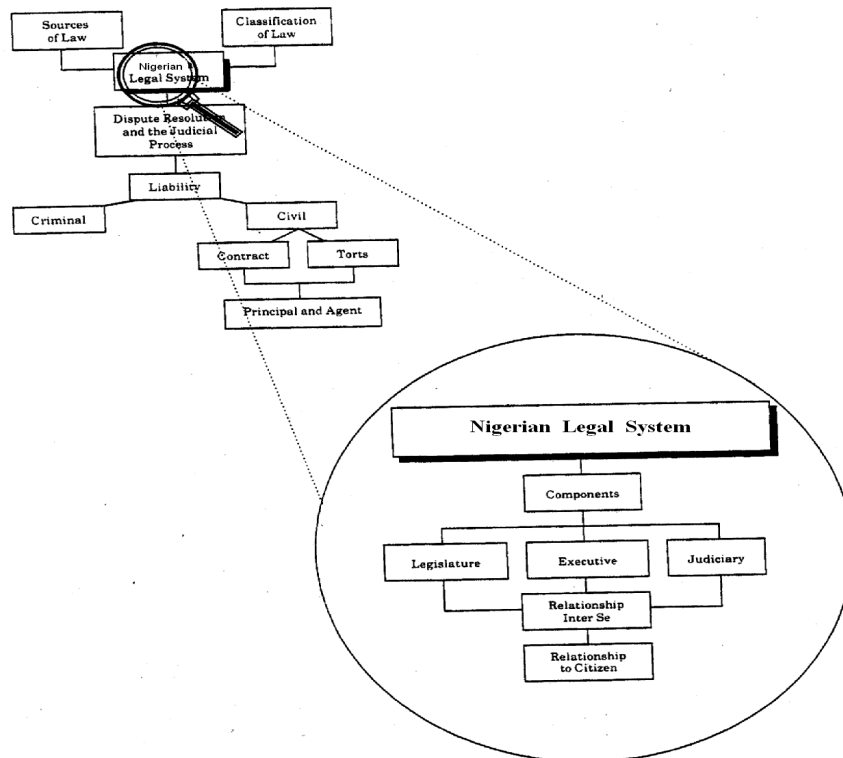 Sources
of Law
Classification
of Law
Nigerian
Legal System
Dispute Resolution
and the Judicial
Process
Liability
Criminal
Civil
Contract
Torts
Principal and Agent
Nigerian Legal System
Components
Legislature
Executive
Judiciary
Relationship
Inter Se
Relationship
to Citizen